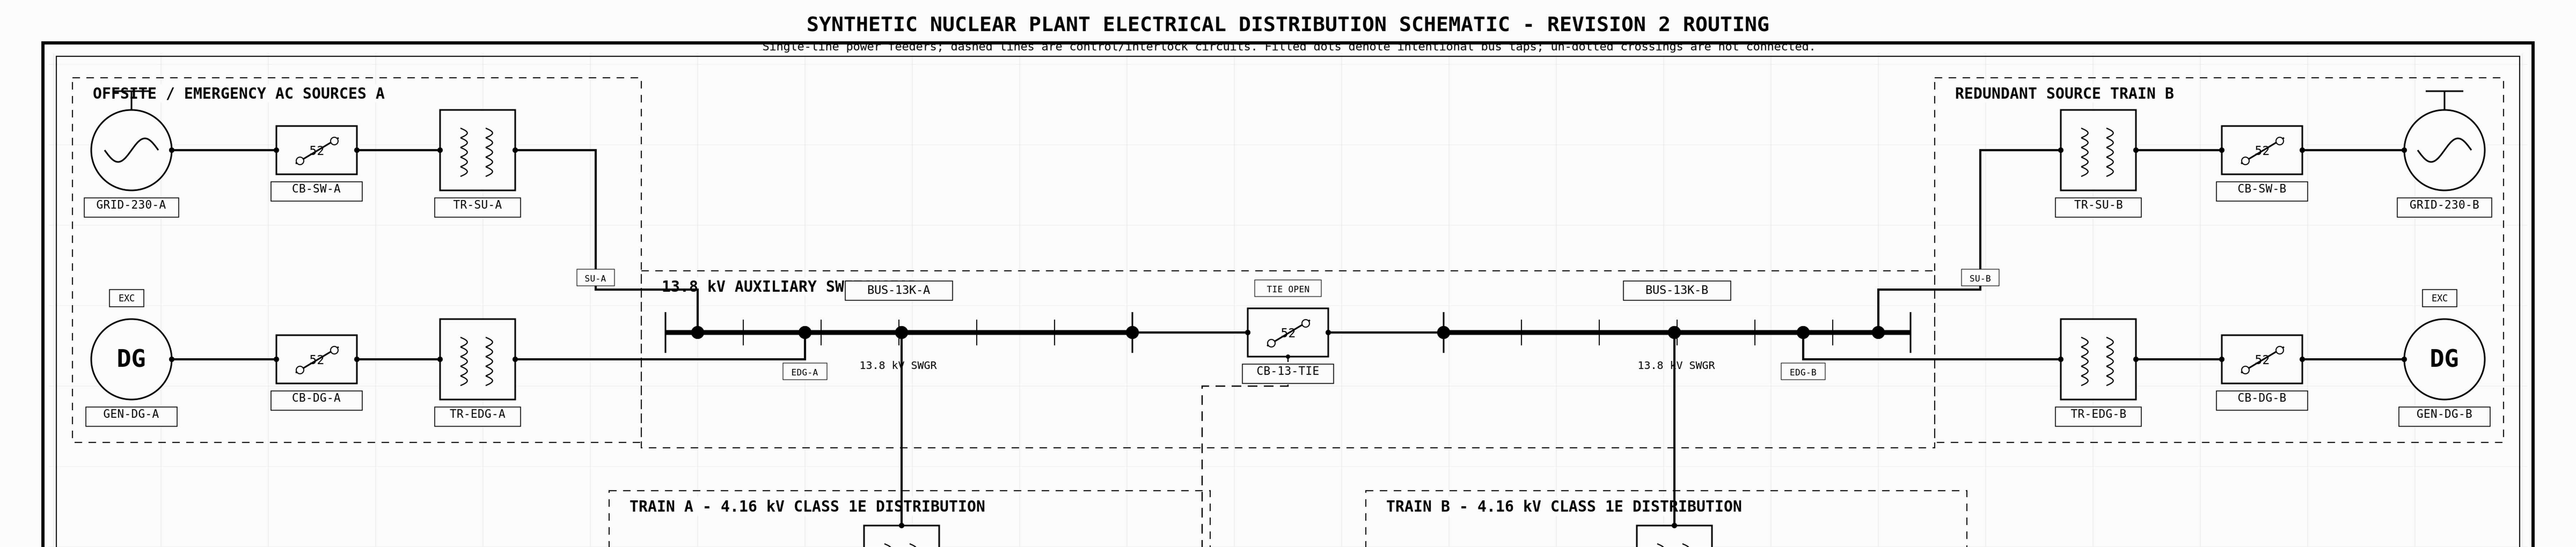 SYNTHETIC NUCLEAR PLANT ELECTRICAL DISTRIBUTION SCHEMATIC - REVISION 2 ROUTING
Single-line power feeders; dashed lines are control/interlock circuits. Filled dots denote intentional bus taps; un-dotted crossings are not connected.
OFFSITE / EMERGENCY AC SOURCES A
REDUNDANT SOURCE TRAIN B
52
52
CB-SW-A
CB-SW-B
GRID-230-A
TR-SU-A
TR-SU-B
GRID-230-B
SU-A
SU-B
13.8 kV AUXILIARY SW
BUS-13K-A
TIE OPEN
BUS-13K-B
EXC
EXC
52
DG
52
52
DG
13.8 kV SWGR
13.8 kV SWGR
EDG-A
CB-13-TIE
EDG-B
CB-DG-A
CB-DG-B
GEN-DG-A
TR-EDG-A
TR-EDG-B
GEN-DG-B
TRAIN A - 4.16 kV CLASS 1E DISTRIBUTION
TRAIN B - 4.16 kV CLASS 1E DISTRIBUTION